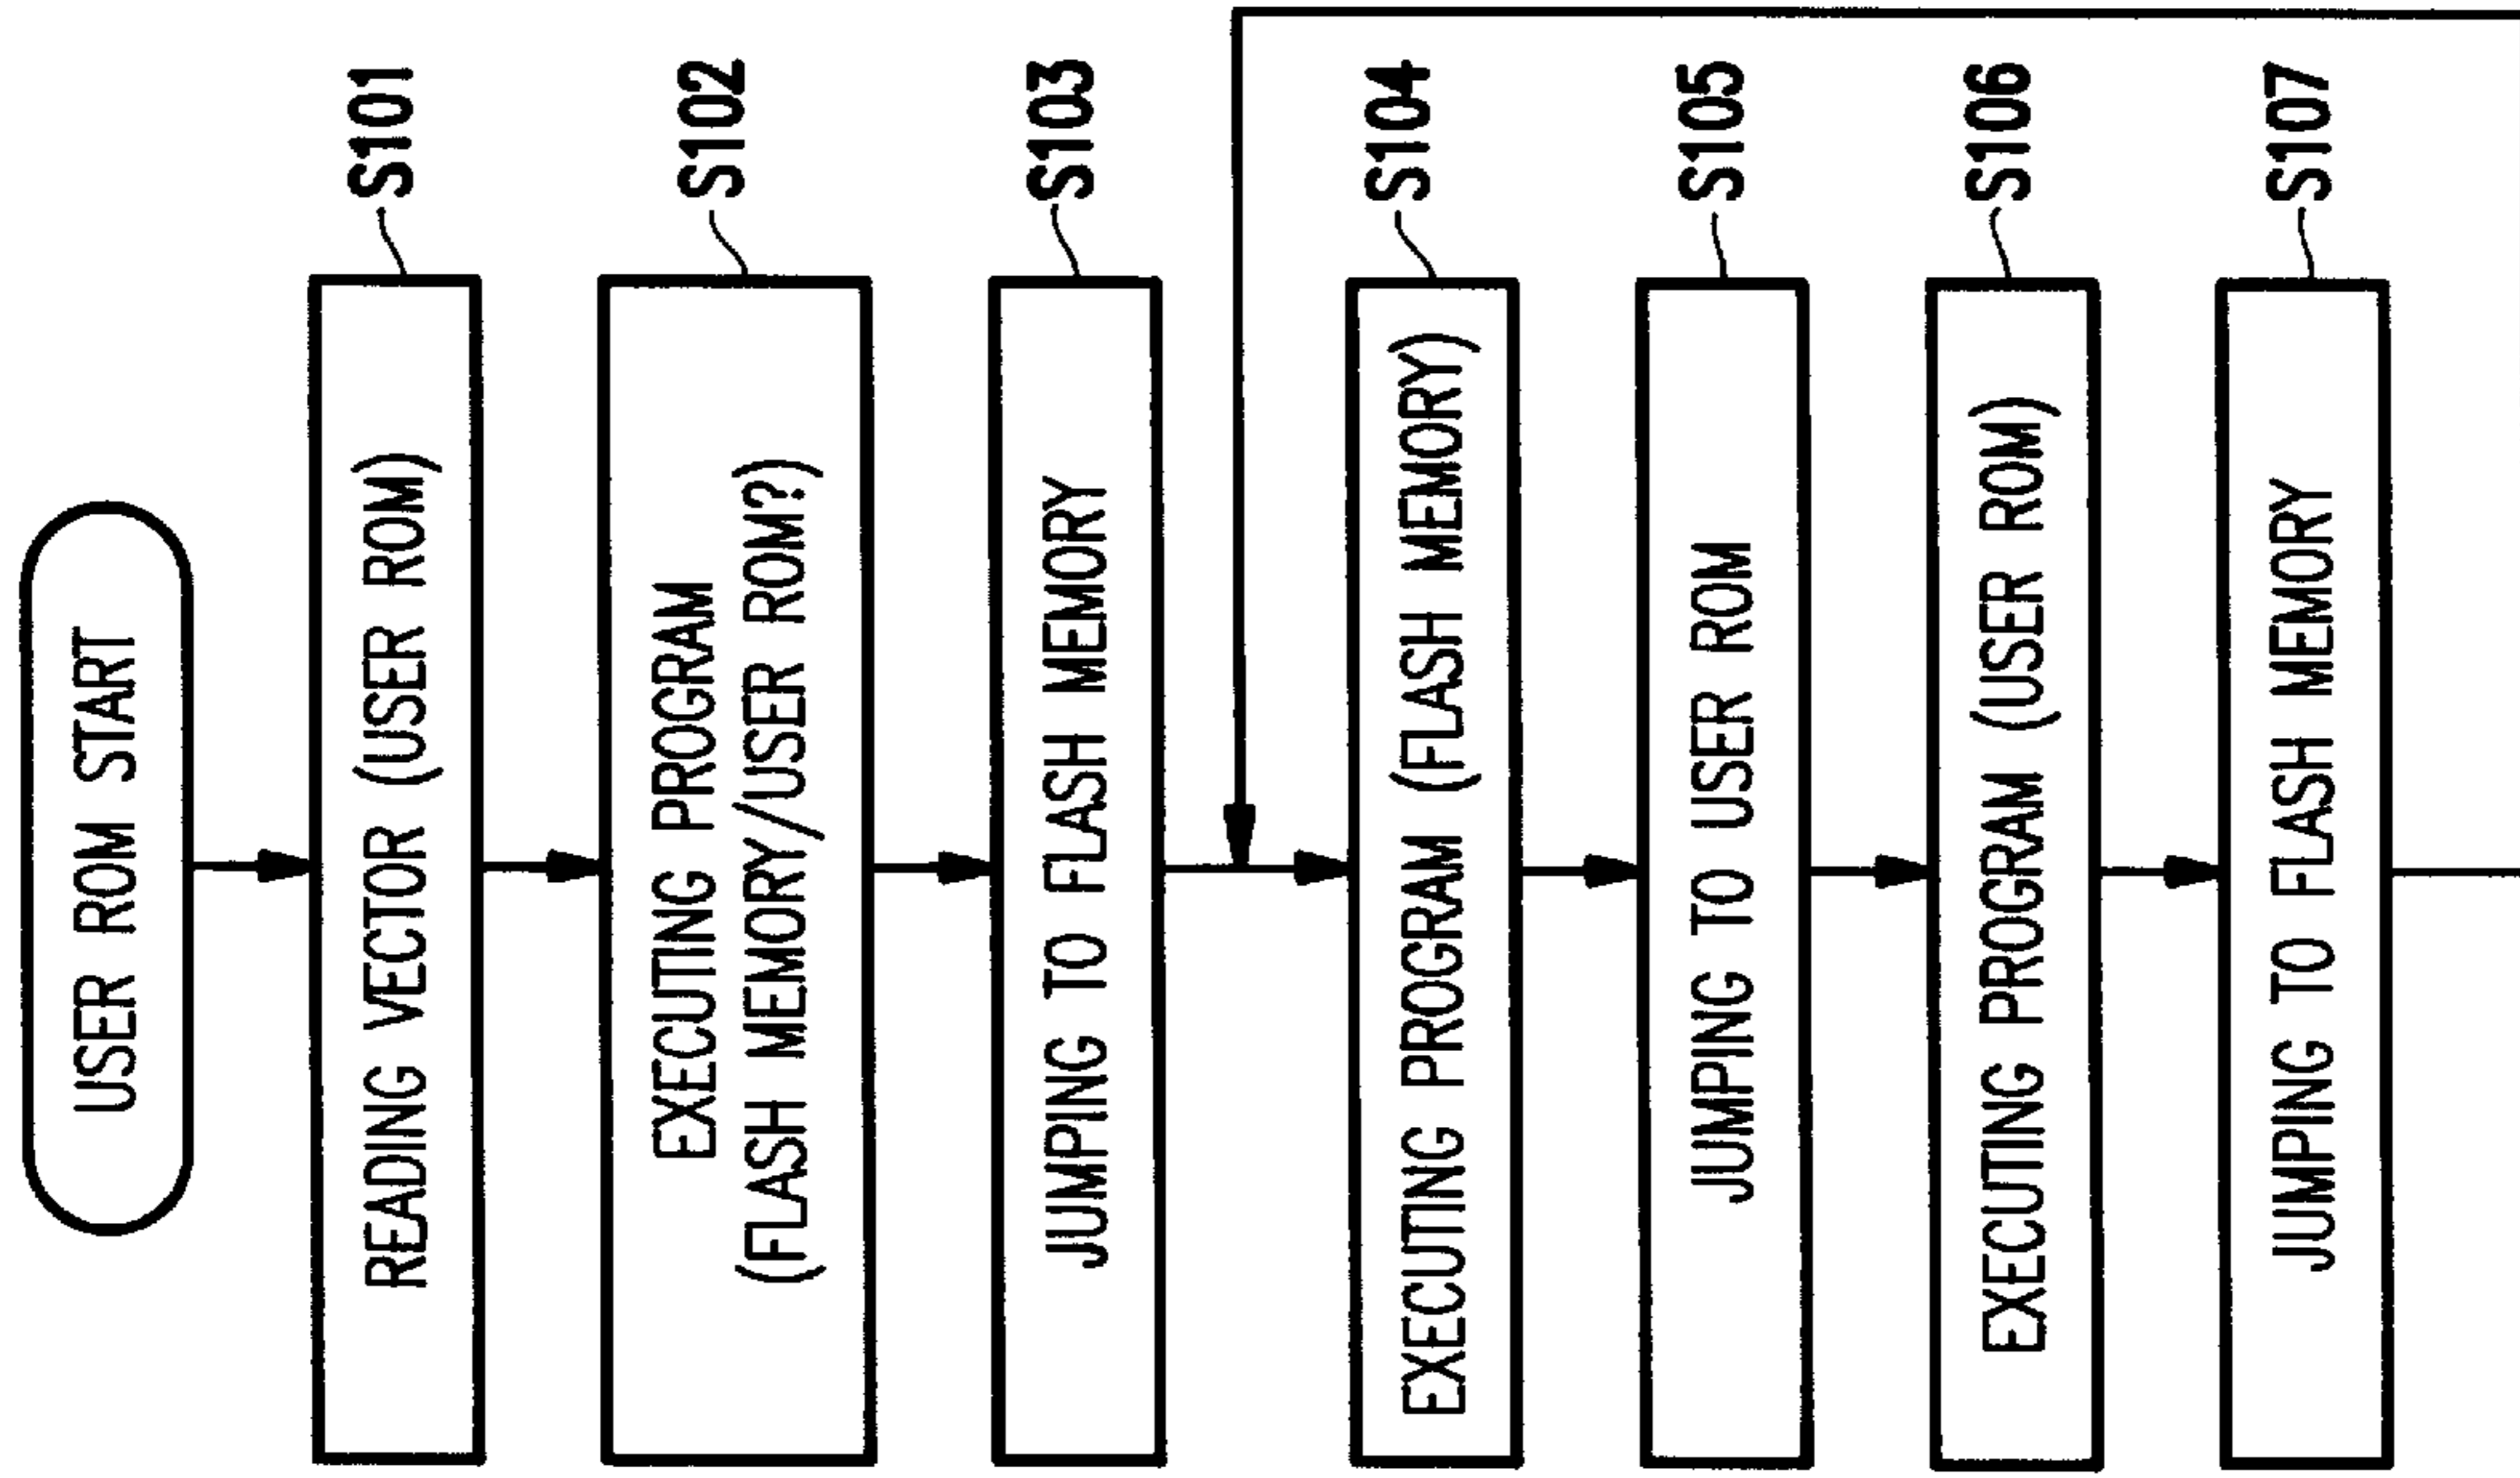 USER ROM START
READING VECTOR (USER ROM)
S101
EXECUTING PROGRAM
(FLASH MEMORY/USER ROM?)
S102
JUMPING TO FLASH MEMORY
S103
EXECUTING PROGRAM (FLASH MEMORY)
S104
JUMPING TO USER ROM
S105
EXECUTING PROGRAM (USER ROM)
S106
JUMPING TO FLASH MEMORY
S107